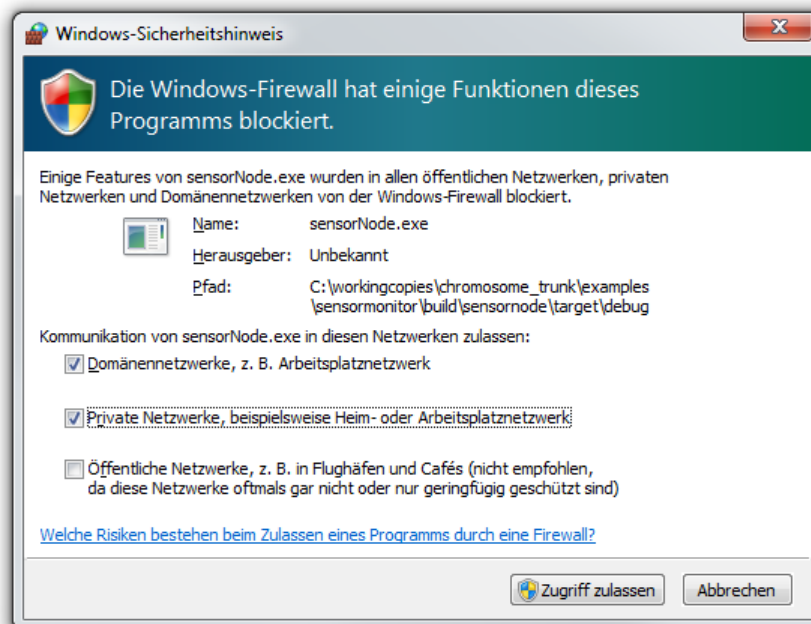 Windows-Sicherheitshinweis
Die Windows-Firewall hat einige Funktionen dieses
Programms blockiert.
Einige Features von sensorNode.exe wurden in allen öffentlichen Netzwerken, privaten
Netzwerken und Domänennetzwerken von der Windows-Firewall blockiert.
Name: sensorNode.exe
Herausgeber: Unbekannt
Pfad: C:\workingcopies\chromosome_trunk\examples
\sensormonitor\build\sensornode\target\debug
Kommunikation von sensorNode.exe in diesen Netzwerken zulassen:
Domänennetzwerke, z. B. Arbeitsplatznetzwerk
Private Netzwerke, beispielsweise Heim- oder Arbeitsplatznetzwerk
Öffentliche Netzwerke, z. B. in Flughäfen und Cafés (nicht empfohlen,
da diese Netzwerke oftmals gar nicht oder nur geringfügig geschützt sind)
Welche Risiken bestehen beim Zulassen eines Programms durch eine Firewall?
Zugriff zulassen Abbrechen